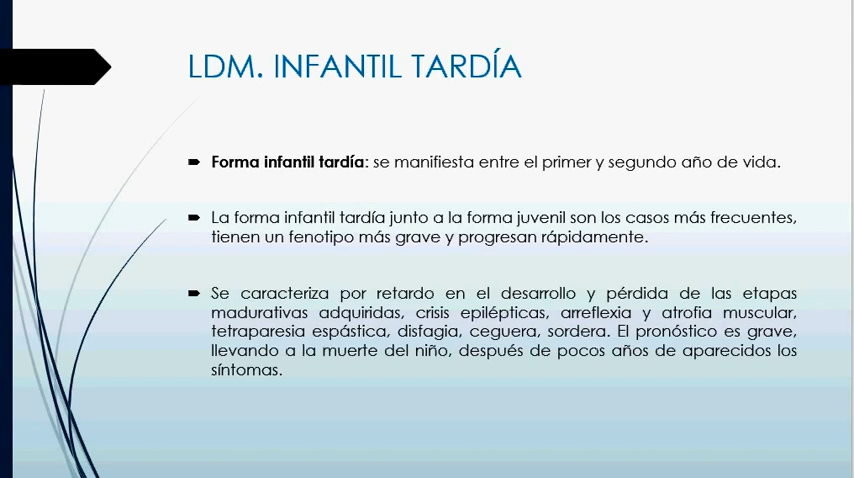 LDM. INFANTIL TARDÍA
Forma infantil tardía: se manifiesta entre el primer y segundo año de vida.
La forma infantil tardía junto a la forma juvenil son los casos más frecuentes,
tienen un fenotipo más grave y progresan rápidamente.
Se caracteriza por retardo en el desarrollo y pérdida de las etapas
madurativas adquiridas, crisis epilépticas, arreflexia y atrofia muscular,
tetraparesia espástica, disfagia, ceguera, sordera. El pronóstico es grave,
llevando a la muerte del niño, después de pocos años de aparecidos los
síntomas.